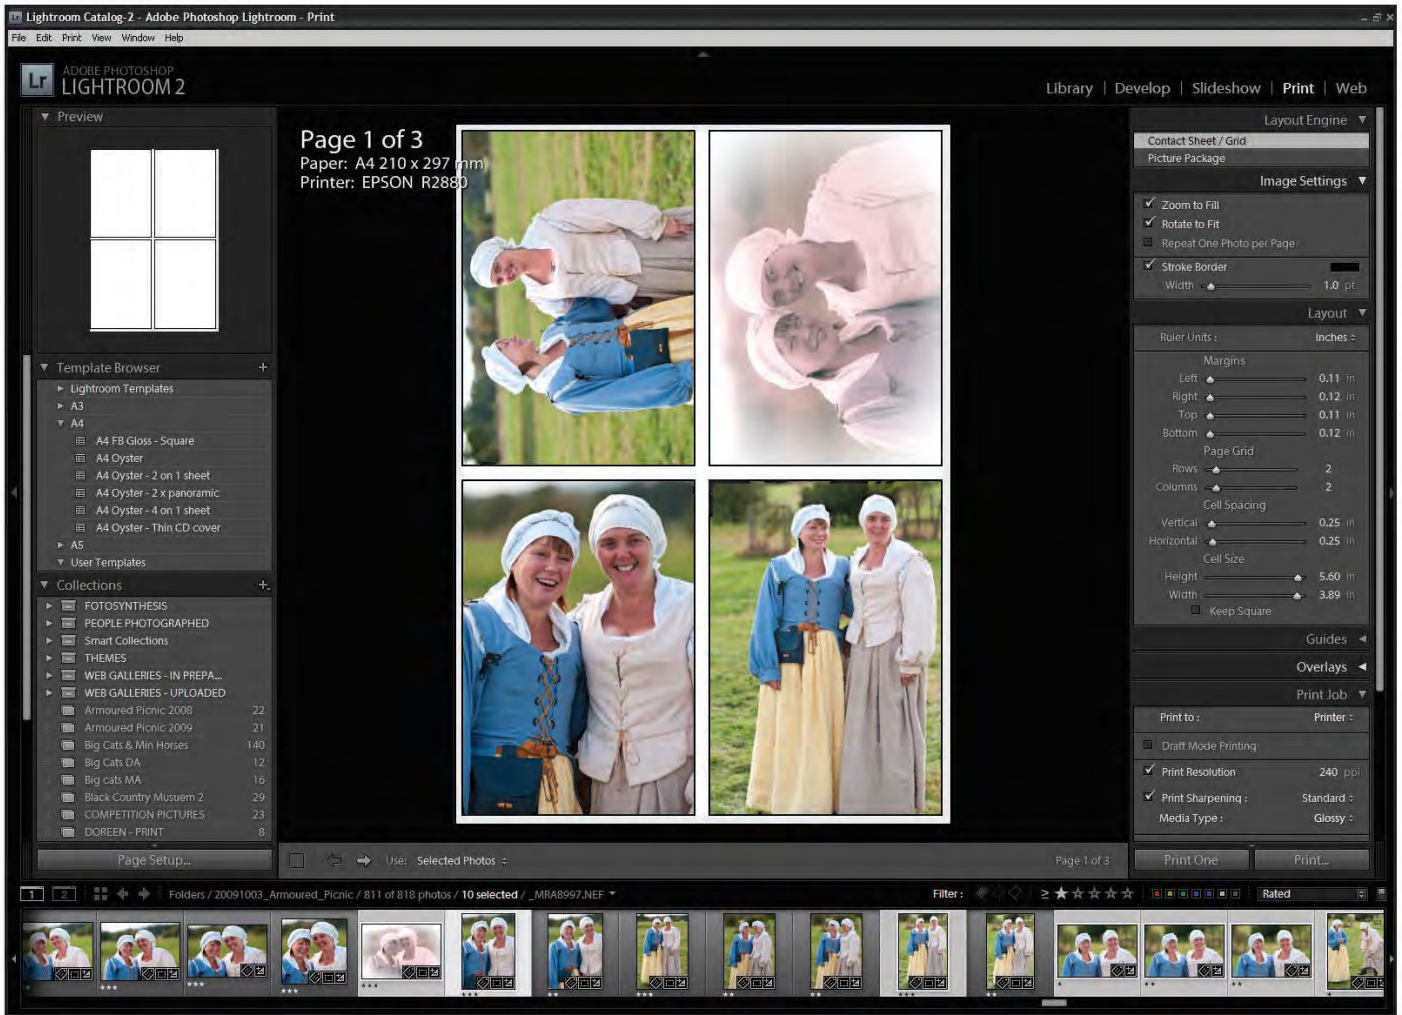 Lightroom Catalog-2 - Adobe Photoshop Lightroom - Print
File Edit Print View Window Help
Lr ADOBE PHOTOSHOP
LIGHTROOM 2
Library | Develop | Slideshow | Print | Web
Preview
Page 1 of 3
Paper: A4 210 x 297 mm
Printer: EPSON R2880
Template Browser +
Lightroom Templates
A3
A4
A4 FB Gloss - Square
A4 Oyster
A4 Oyster - 2 on 1 sheet
A4 Oyster - 2 x panoramic
A4 Oyster - 4 on 1 sheet
A4 Oyster - Thin CD cover
A5
User Templates
Collections +
FOTOSYNTHESIS
PEOPLE PHOTOGRAPHED
Smart Collections
THEMES
WEB GALLERIES - IN PREPA...
WEB GALLERIES - UPLOADED
Armoured Picnic 2008 22
Armoured Picnic 2009 21
Big Cats & Min Horses 140
Big Cats DA 12
Big cats MA 16
Black Country Musuem 2 29
COMPETITION PICTURES 23
DOREEN - PRINT 8
Page Setup...
Use: Selected Photos
Page 1 of 3
Layout Engine
Contact Sheet / Grid
Picture Package
Image Settings
Zoom to Fill
Rotate to Fit
Repeat One Photo per Page
Stroke Border
Width 1.0 pt
Layout
Ruler Units : Inches
Margins
Left 0.11 in
Right 0.12 in
Top 0.11 in
Bottom 0.12 in
Page Grid
Rows 2
Columns 2
Cell Spacing
Vertical 0.25 in
Horizontal 0.25 in
Cell Size
Height 5.60 in
Width 3.89 in
Keep Square
Guides
Overlays
Print Job
Print to : Printer
Draft Mode Printing
Print Resolution 240 ppi
Print Sharpening : Standard
Media Type : Glossy
Print One Print...
1 2 Folders / 20091003_Armoured_Picnic / 811 of 818 photos / 10 selected / _MRA8997.NEF
Filter : ≥ ★ ☆ ☆ ☆ ☆ Rated